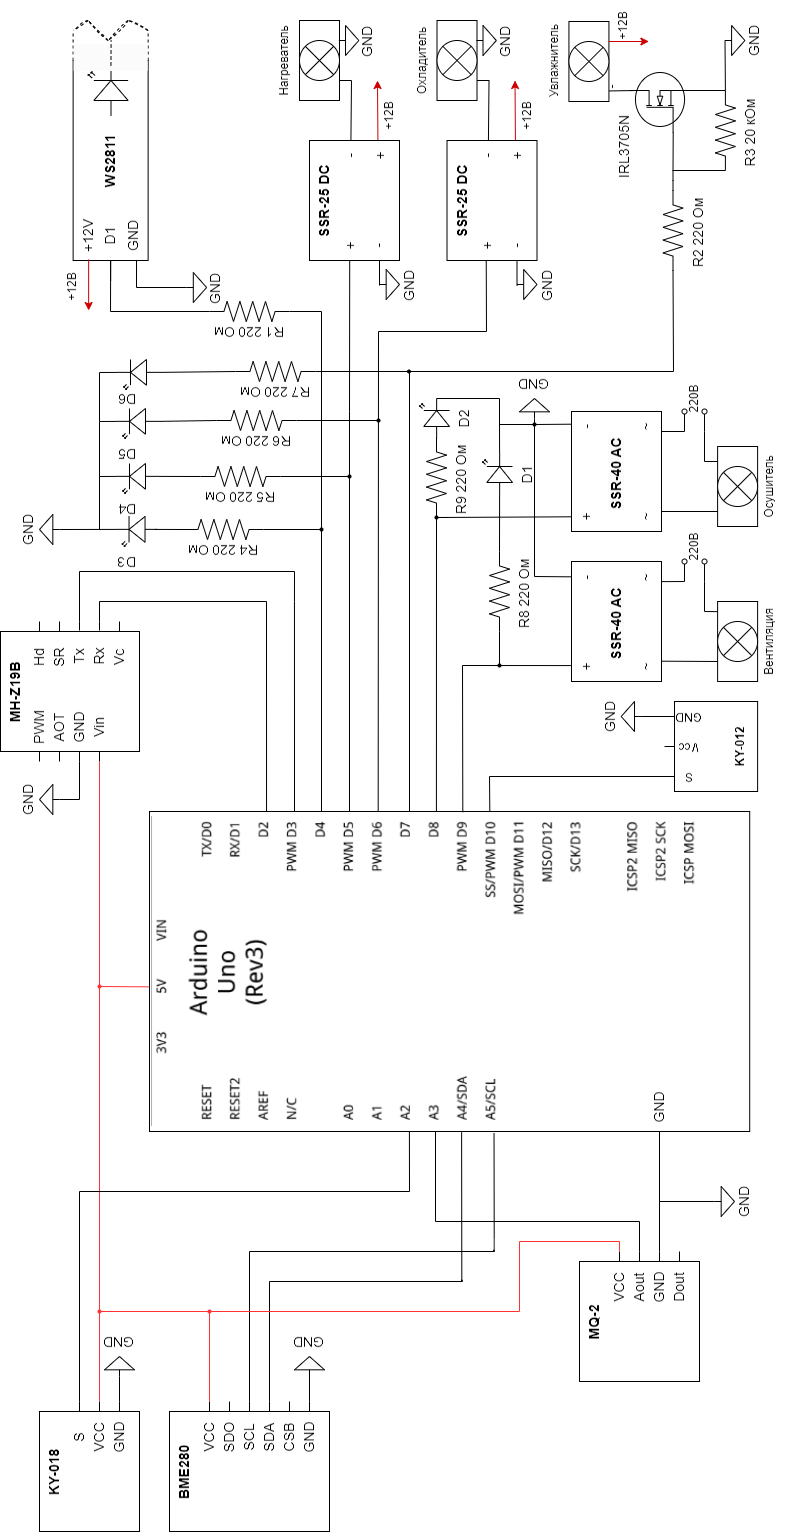 Нагреватель
GND
Охладитель
GND
Увлажнитель
+12В
GND
WS2811
+12V
D1
GND
+12В
GND
SSR-25 DC
-
+
+
-
+12В
GND
SSR-25 DC
-
+
+
-
+12В
GND
-
IRL3705N
R3 20 кОм
R2 220 Ом
R1 220 Ом
R7 220 Ом
R6 220 Ом
R5 220 Ом
R4 220 Ом
D6
D5
D4
D3
GND
D2
R9 220 Ом
D1
R8 220 Ом
GND
SSR-40 AC
-
~
+
~
220В
Осушитель
SSR-40 AC
-
~
+
~
220В
Вентиляция
MH-Z19B
Hd
SR
Tx
Rx
Vc
PWM
AOT
GND
Vin
GND
GND
GND
Vcc
S
KY-012
Arduino
Uno
(Rev3)
TX/D0
RX/D1
D2
PWM D3
D4
PWM D5
PWM D6
D7
D8
PWM D9
SS/PWM D10
MOSI/PWM D11
MISO/D12
SCK/D13
ICSP2 MISO
ICSP2 SCK
ICSP MOSI
VIN
5V
3V3
RESET
RESET2
AREF
N/C
A0
A1
A2
A3
A4/SDA
A5/SCL
GND
GND
MQ-2
VCC
Aout
GND
Dout
KY-018
S
VCC
GND
GND
BME280
VCC
SDO
SCL
SDA
CSB
GND
GND